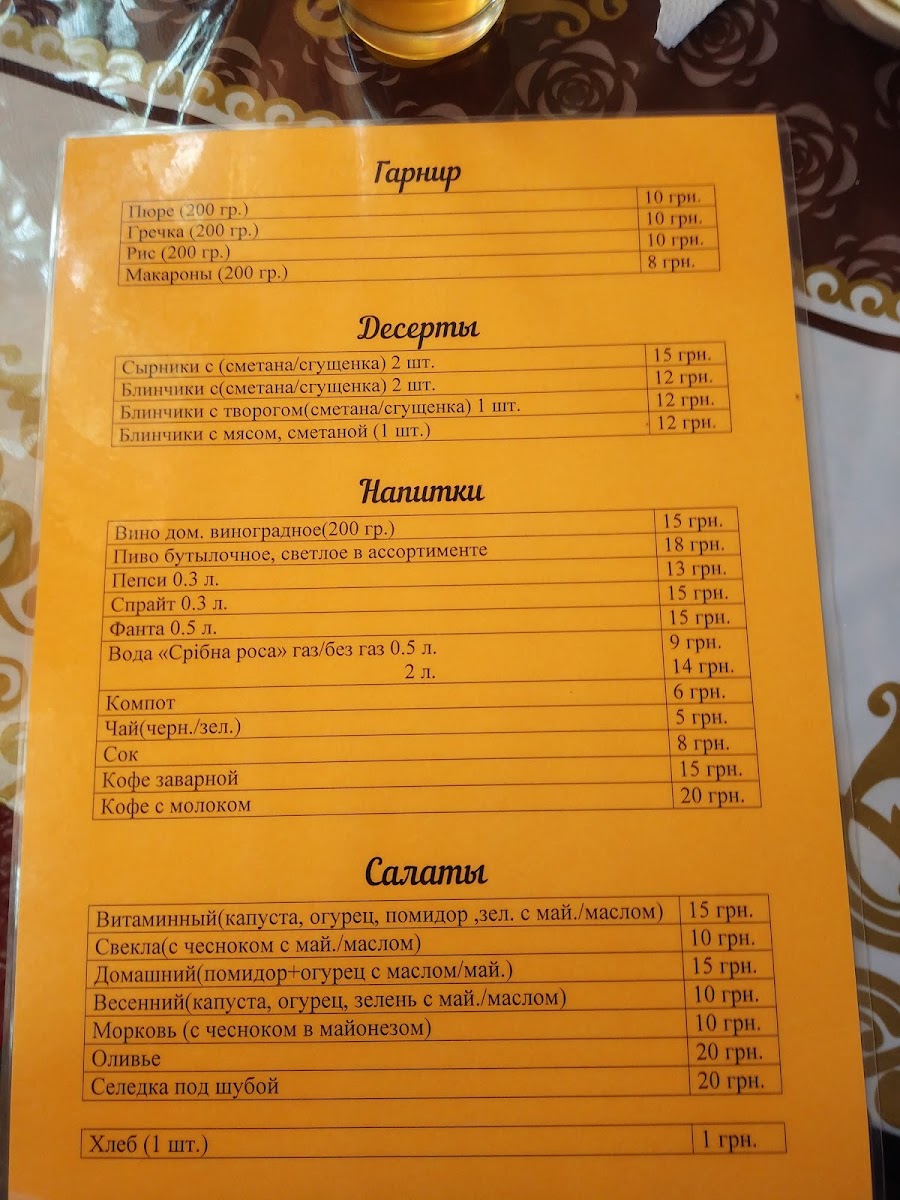 Гарнир
Пюре (200 гр.) 10 грн.
Гречка (200 гр.) 10 грн.
Рис (200 гр.) 10 грн.
Макароны (200 гр.) 8 грн.
Десерты
Сырники с (сметана/сгущенка) 2 шт. 15 грн.
Блинчики с(сметана/сгущенка) 2 шт. 12 грн.
Блинчики с творогом(сметана/сгущенка) 1 шт. 12 грн.
Блинчики с мясом, сметаной (1 шт.) 12 грн.
Напитки
Вино дом. виноградное(200 гр.) 15 грн.
Пиво бутылочное, светлое в ассортименте 18 грн.
Пепси 0.3 л. 13 грн.
Спрайт 0.3 л. 15 грн.
Фанта 0.5 л. 15 грн.
Вода «Срібна роса» газ/без газ 0.5 л. 9 грн.
2 л. 14 грн.
Компот 6 грн.
Чай(черн./зел.) 5 грн.
Сок 8 грн.
Кофе заварной 15 грн.
Кофе с молоком 20 грн.
Салаты
Витаминный(капуста, огурец, помидор ,зел. с май./маслом) 15 грн.
Свекла(с чесноком с май./маслом) 10 грн.
Домашний(помидор+огурец с маслом/май.) 15 грн.
Весенний(капуста, огурец, зелень с май./маслом) 10 грн.
Морковь (с чесноком в майонезом) 10 грн.
Оливье 20 грн.
Селедка под шубой 20 грн.
Хлеб (1 шт.) 1 грн.